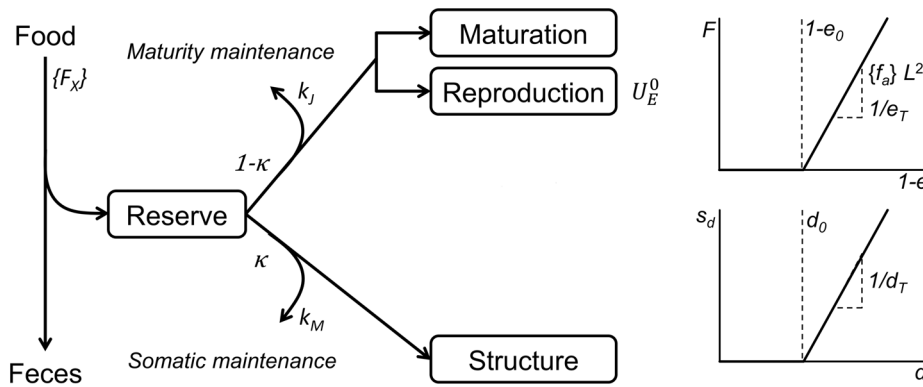 Food
{F_X}
Maturity maintenance
k_J
1-κ
Maturation
Reproduction
U_E^0
Reserve
κ
k_M
Somatic maintenance
Structure
Feces
F
1-e_0
{f_a} L^2
1/e_T
1-e
s_d
d_0
1/d_T